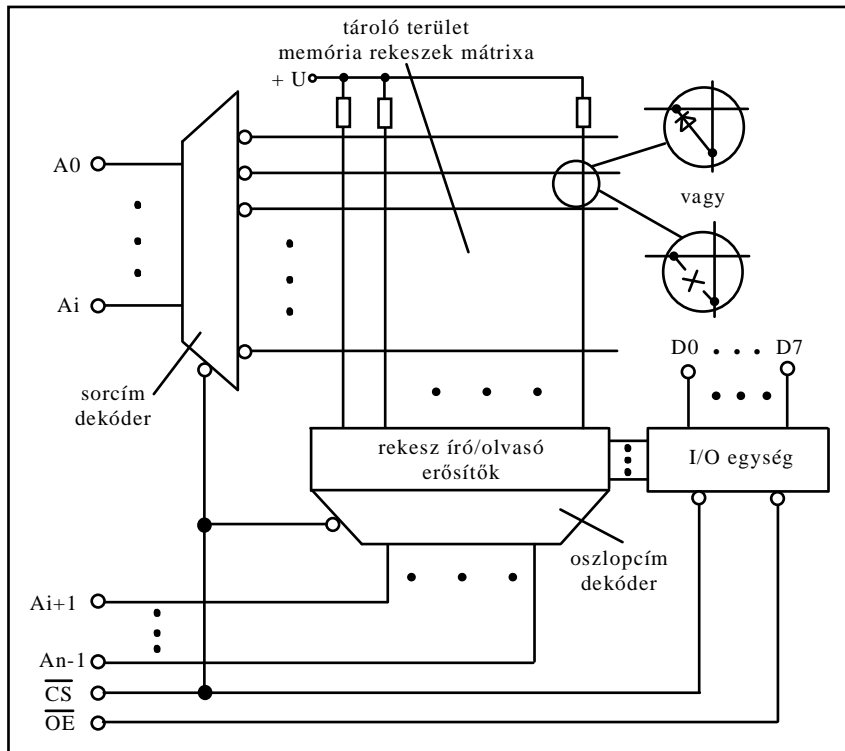 tároló terület
memória rekeszek mátrixa
+ U
A0
vagy
Ai
D0 D7
sorcím
dekóder
rekesz író/olvasó
erősítők
I/O egység
oszlopcím
dekóder
Ai+1
An-1
CS
OE